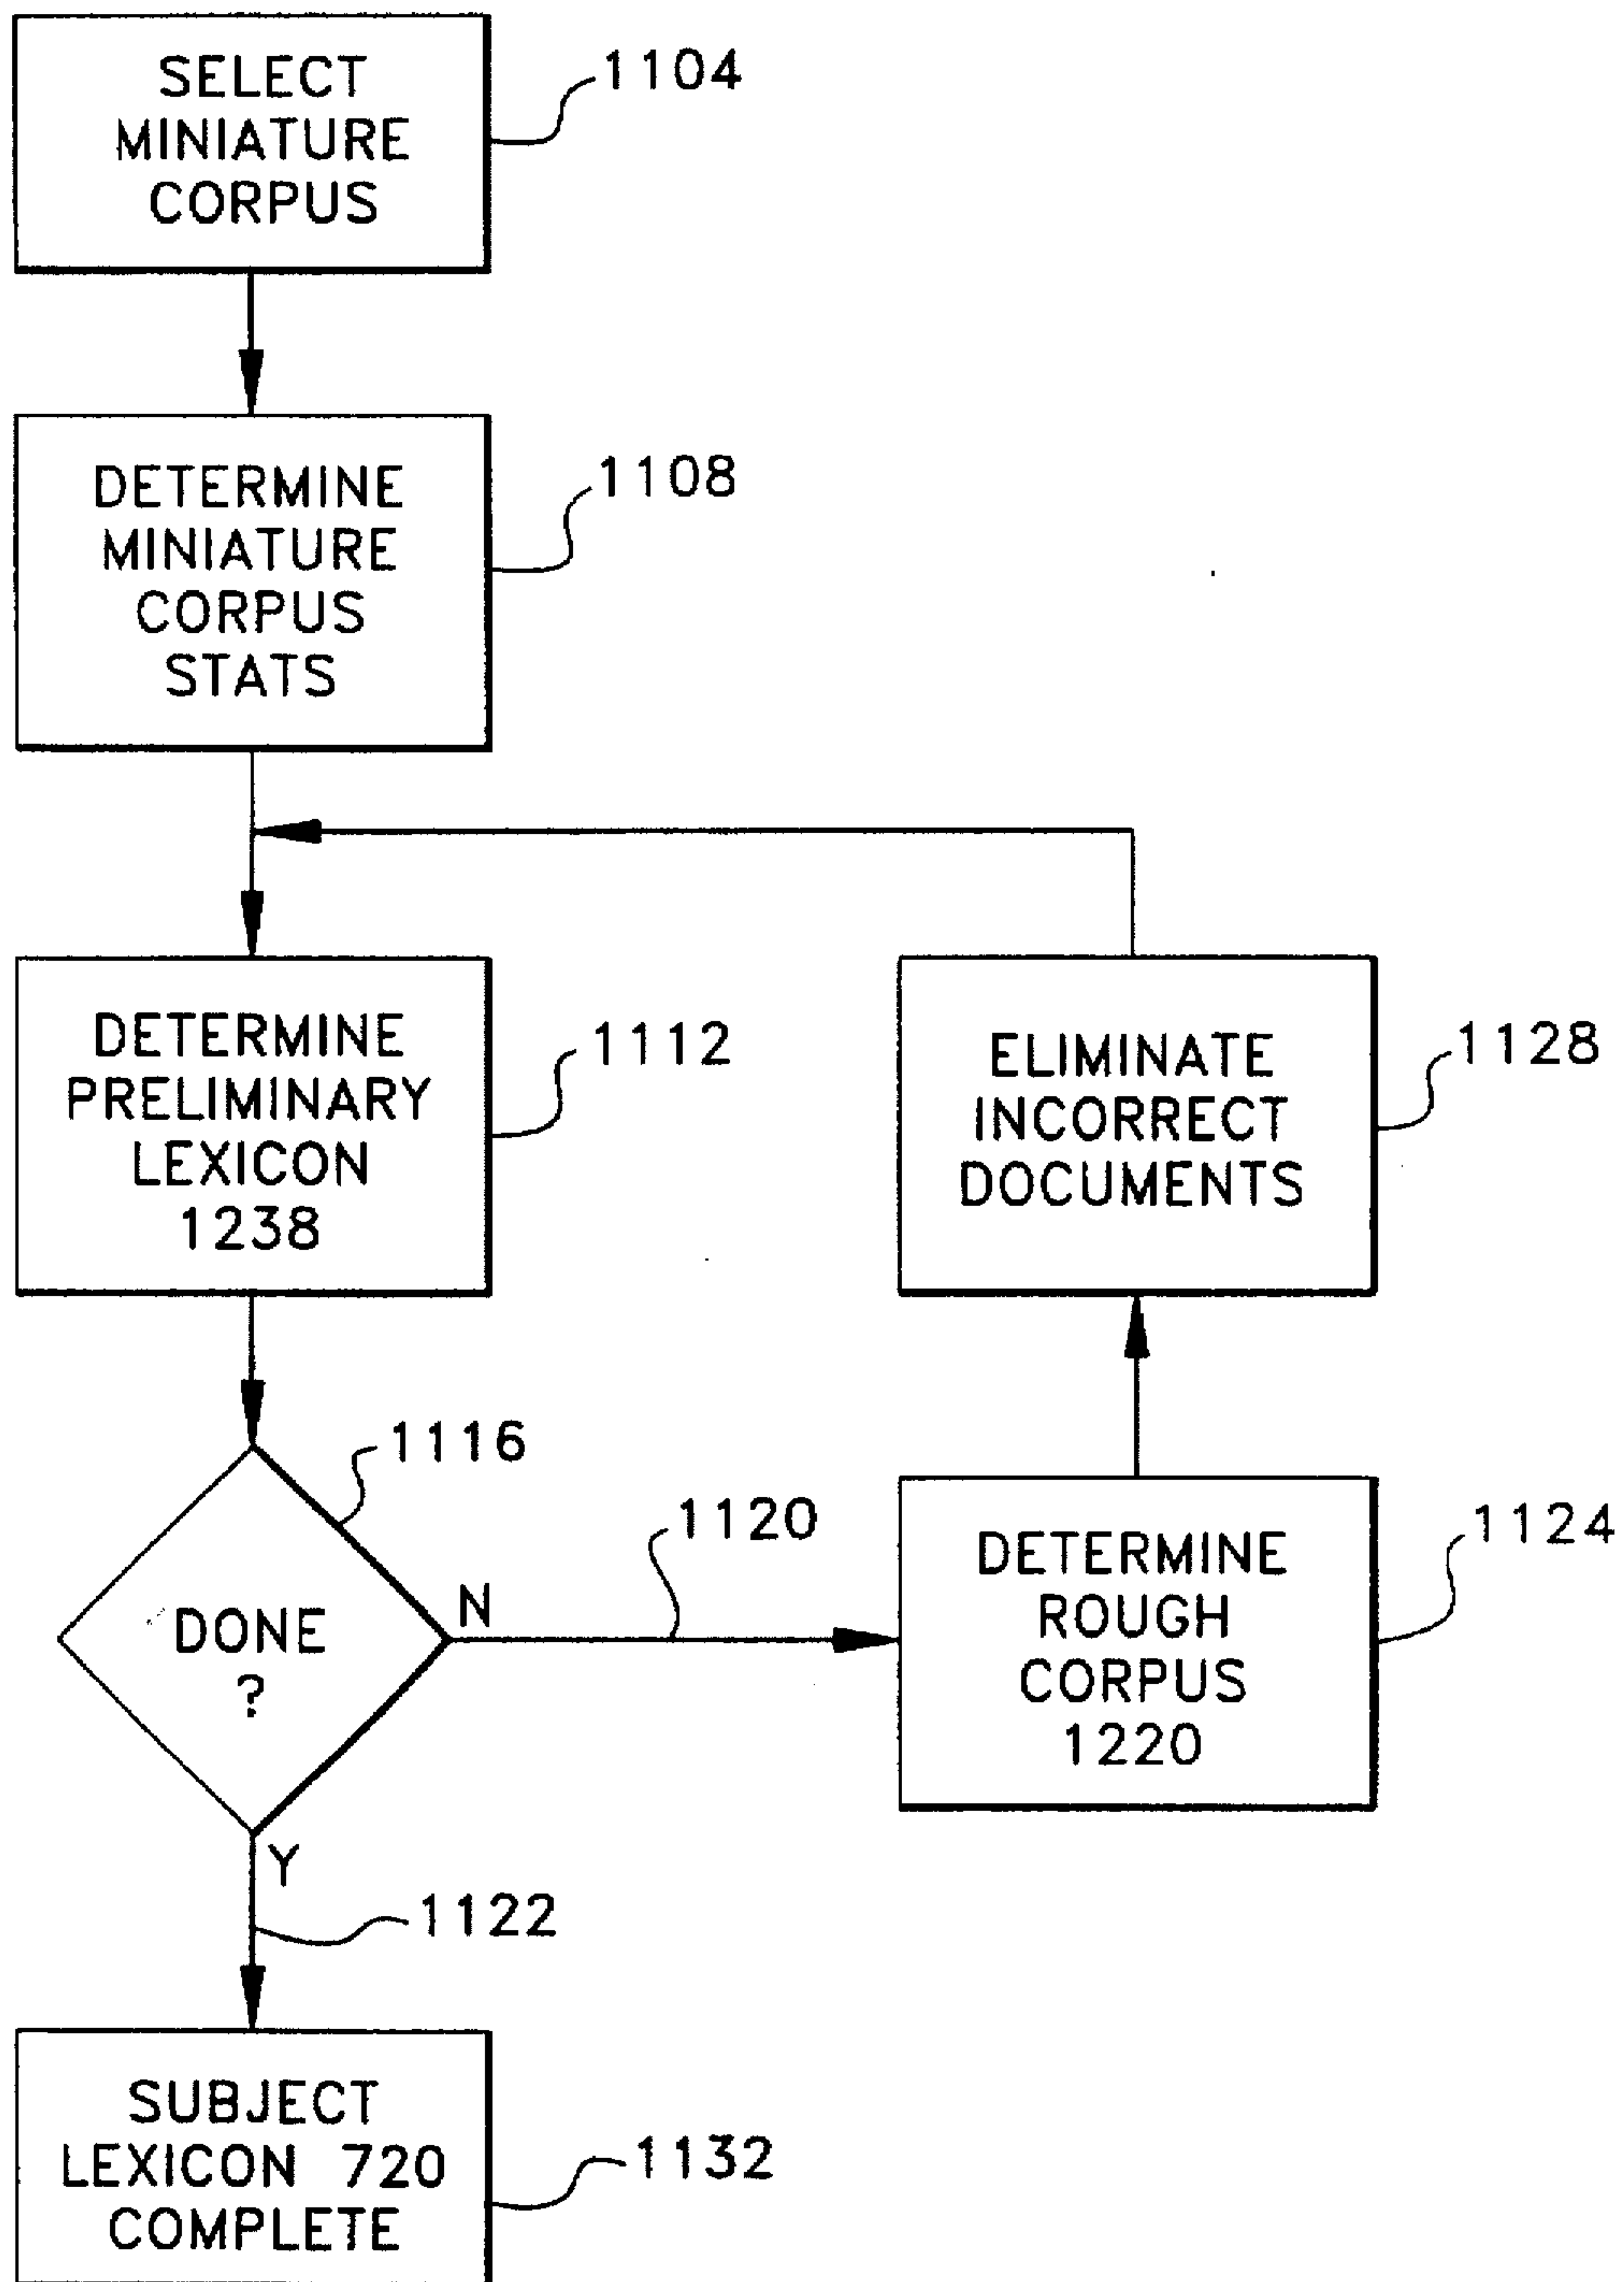 SELECT
MINIATURE
CORPUS
1104
DETERMINE
MINIATURE
CORPUS
STATS
1108
DETERMINE
PRELIMINARY
LEXICON
1238
1112
ELIMINATE
INCORRECT
DOCUMENTS
1128
DONE
?
1116
N
1120
DETERMINE
ROUGH
CORPUS
1220
1124
Y
1122
SUBJECT
LEXICON 720
COMPLETE
1132